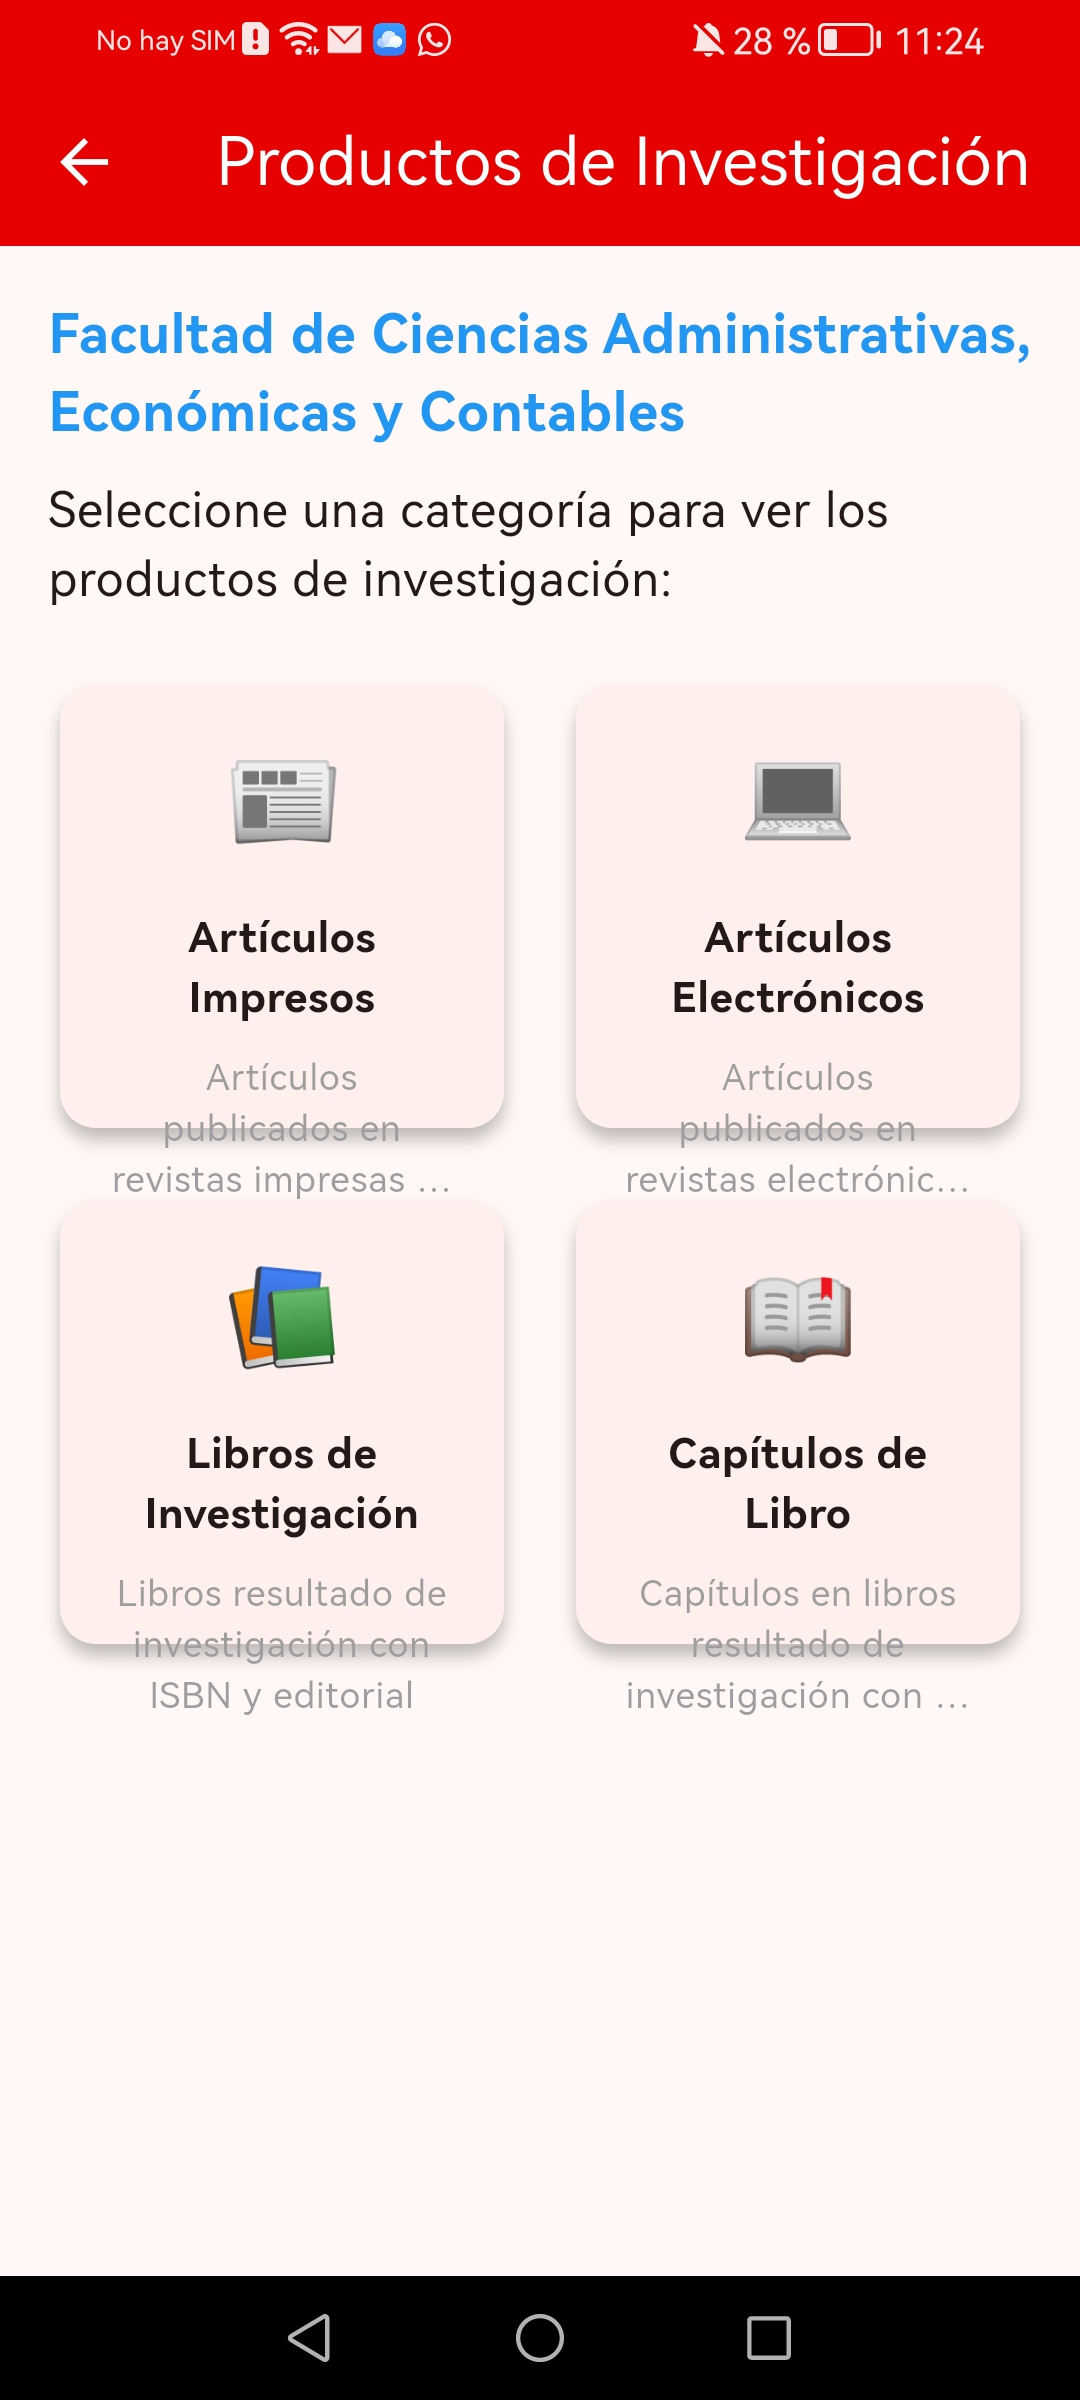 No hay SIM 28 % 11:24
Productos de Investigación
Facultad de Ciencias Administrativas,
Económicas y Contables
Seleccione una categoría para ver los
productos de investigación:
Artículos
Impresos
Artículos
publicados en
revistas impresas ...
Artículos
Electrónicos
Artículos
publicados en
revistas electrónic...
Libros de
Investigación
Libros resultado de
investigación con
ISBN y editorial
Capítulos de
Libro
Capítulos en libros
resultado de
investigación con ...